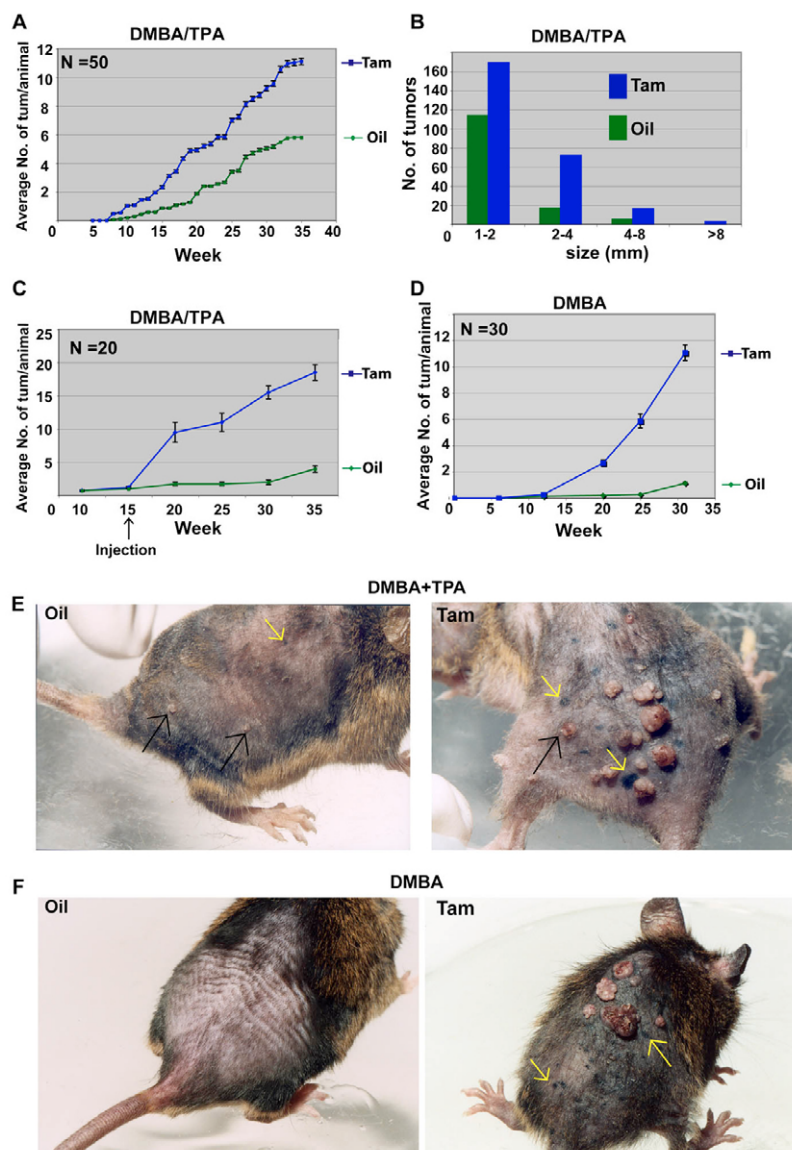 A
DMBA/TPA
N =50
Average No. of tum/animal
12
10
8
6
4
2
0 5 10 15 20 25 30 35 40
Week
Tam
Oil
B
DMBA/TPA
No. of tumors
160
140
120
100
80
60
40
20
0
1-2 2-4 4-8 >8
size (mm)
Tam
Oil
C
DMBA/TPA
N =20
Average No. of tum/animal
25
20
15
10
5
10 15 20 25 30 35
Injection
Week
Tam
Oil
D
DMBA
N =30
Average No. of tum/animal
12
10
8
6
4
2
0 5 10 15 20 25 30 35
Week
Tam
Oil
E
DMBA+TPA
Oil
Tam
F
DMBA
Oil
Tam